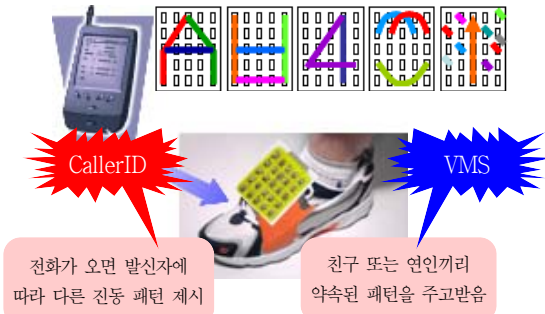 CallerID
VMS
전화가 오면 발신자에
따라 다른 진동 패턴 제시
친구 또는 연인끼리
약속된 패턴을 주고받음